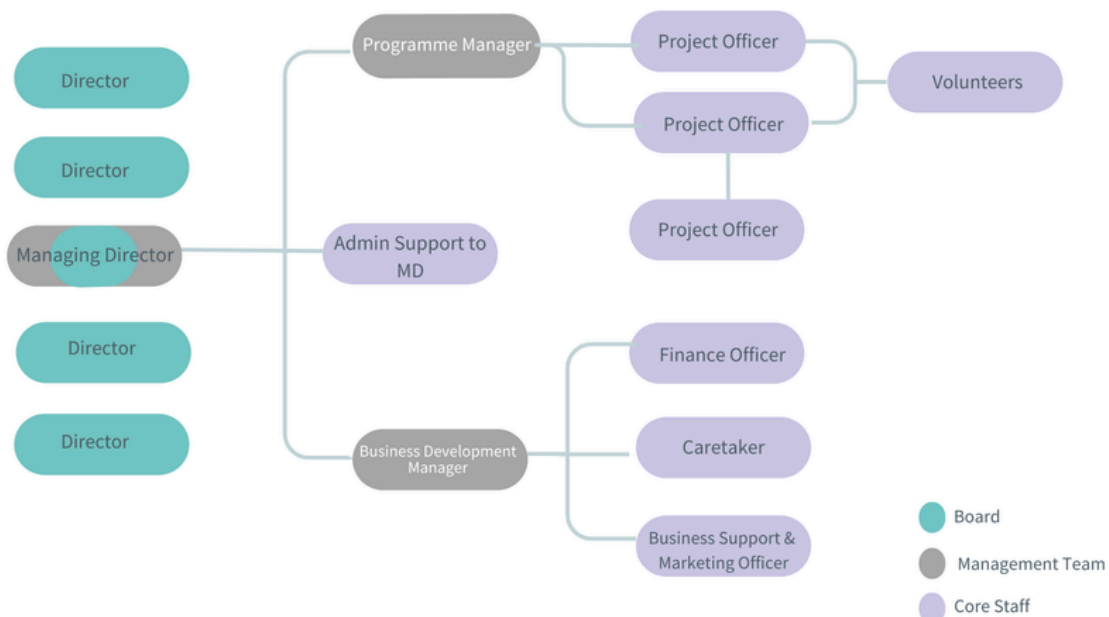 Director
Director
Managing Director
Director
Director
Programme Manager
Admin Support to
MD
Business Development
Manager
Project Officer
Project Officer
Project Officer
Volunteers
Finance Officer
Caretaker
Business Support &
Marketing Officer
Board
Management Team
Core Staff